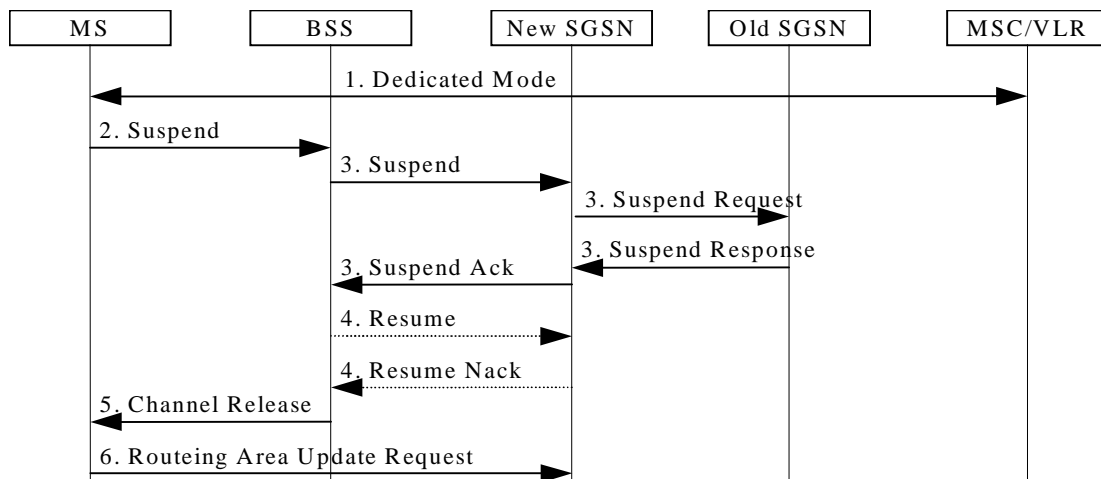 MS
BSS
New SGSN
Old SGSN
MSC/VLR
1. Dedicated Mode
2. Suspend
3. Suspend
3. Suspend Request
3. Suspend Response
3. Suspend Ack
4. Resume
4. Resume Nack
5. Channel Release
6. Routeing Area Update Request